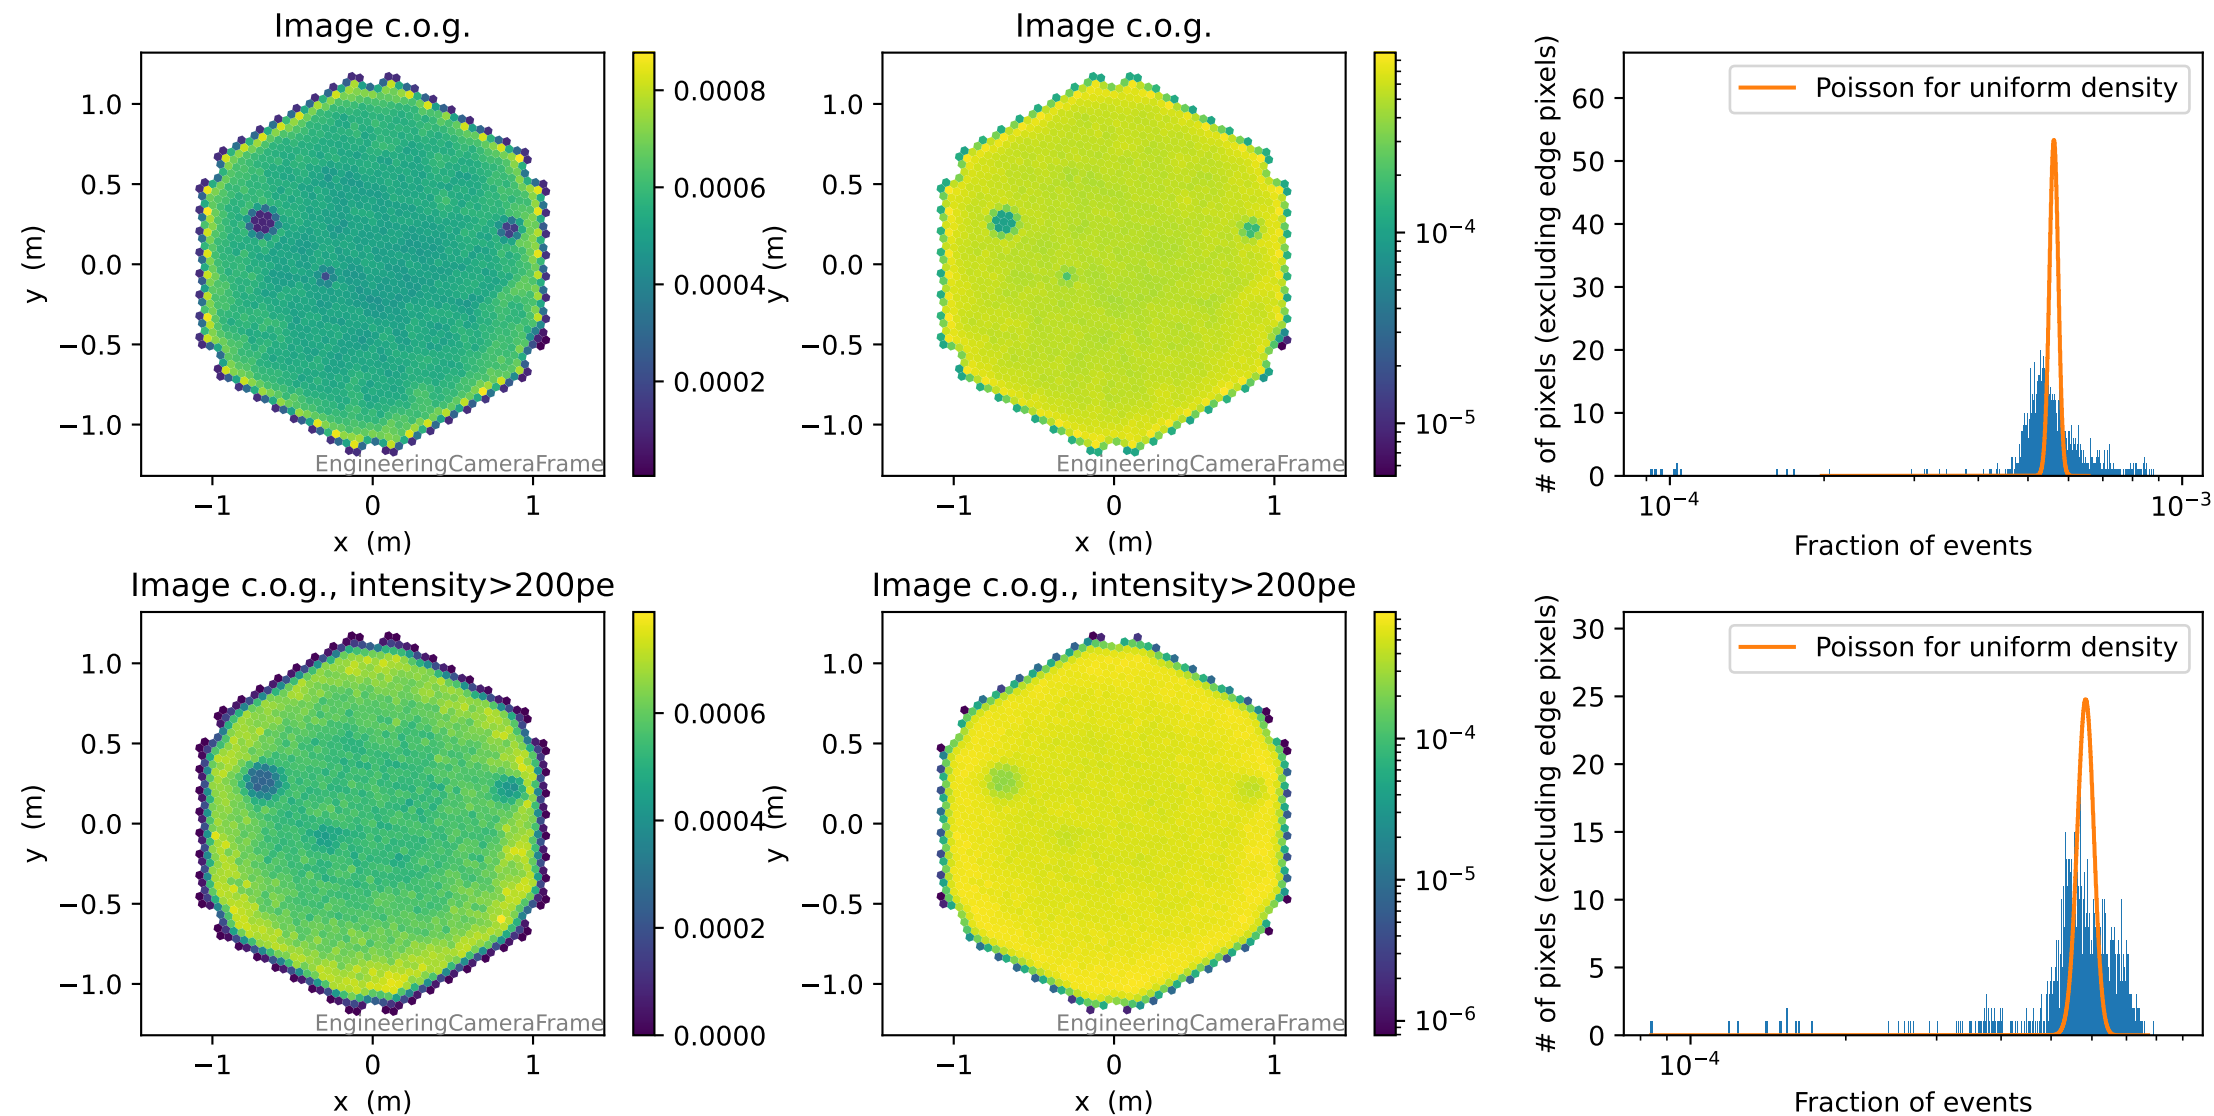 Image c.o.g.
1.0
0.5
0.0
−0.5
−1.0
y (m)
−1
0
1
x (m)
EngineeringCameraFrame
0.0008
0.0006
0.0004
0.0002
Image c.o.g.
1.0
0.5
0.0
−0.5
−1.0
y (m)
−1
0
1
x (m)
EngineeringCameraFrame
10⁻⁴
10⁻⁵
# of pixels (excluding edge pixels)
60
50
40
30
20
10
0
Poisson for uniform density
10⁻⁴
10⁻³
Fraction of events
Image c.o.g., intensity>200pe
1.0
0.5
0.0
−0.5
−1.0
y (m)
−1
0
1
x (m)
EngineeringCameraFrame
0.0006
0.0004
0.0002
0.0000
Image c.o.g., intensity>200pe
1.0
0.5
0.0
−0.5
−1.0
y (m)
−1
0
1
x (m)
EngineeringCameraFrame
10⁻⁴
10⁻⁵
10⁻⁶
# of pixels (excluding edge pixels)
30
25
20
15
10
5
0
Poisson for uniform density
10⁻⁴
Fraction of events